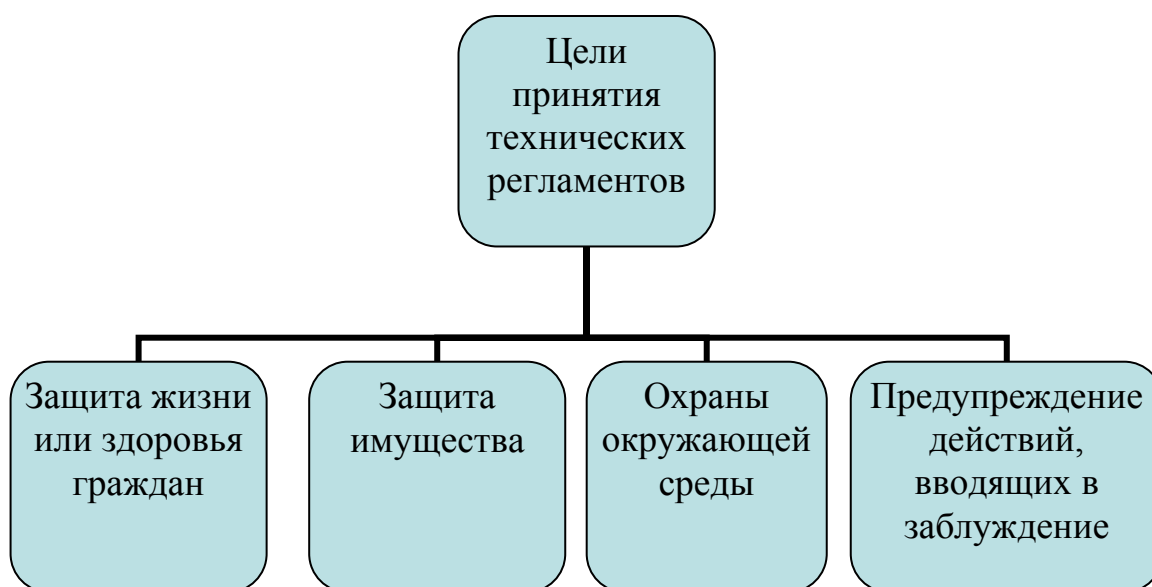 Цели
принятия
технических
регламентов
Защита жизни
или здоровья
граждан
Защита
имущества
Охраны
окружающей
среды
Предупреждение
действий,
вводящих в
заблуждение